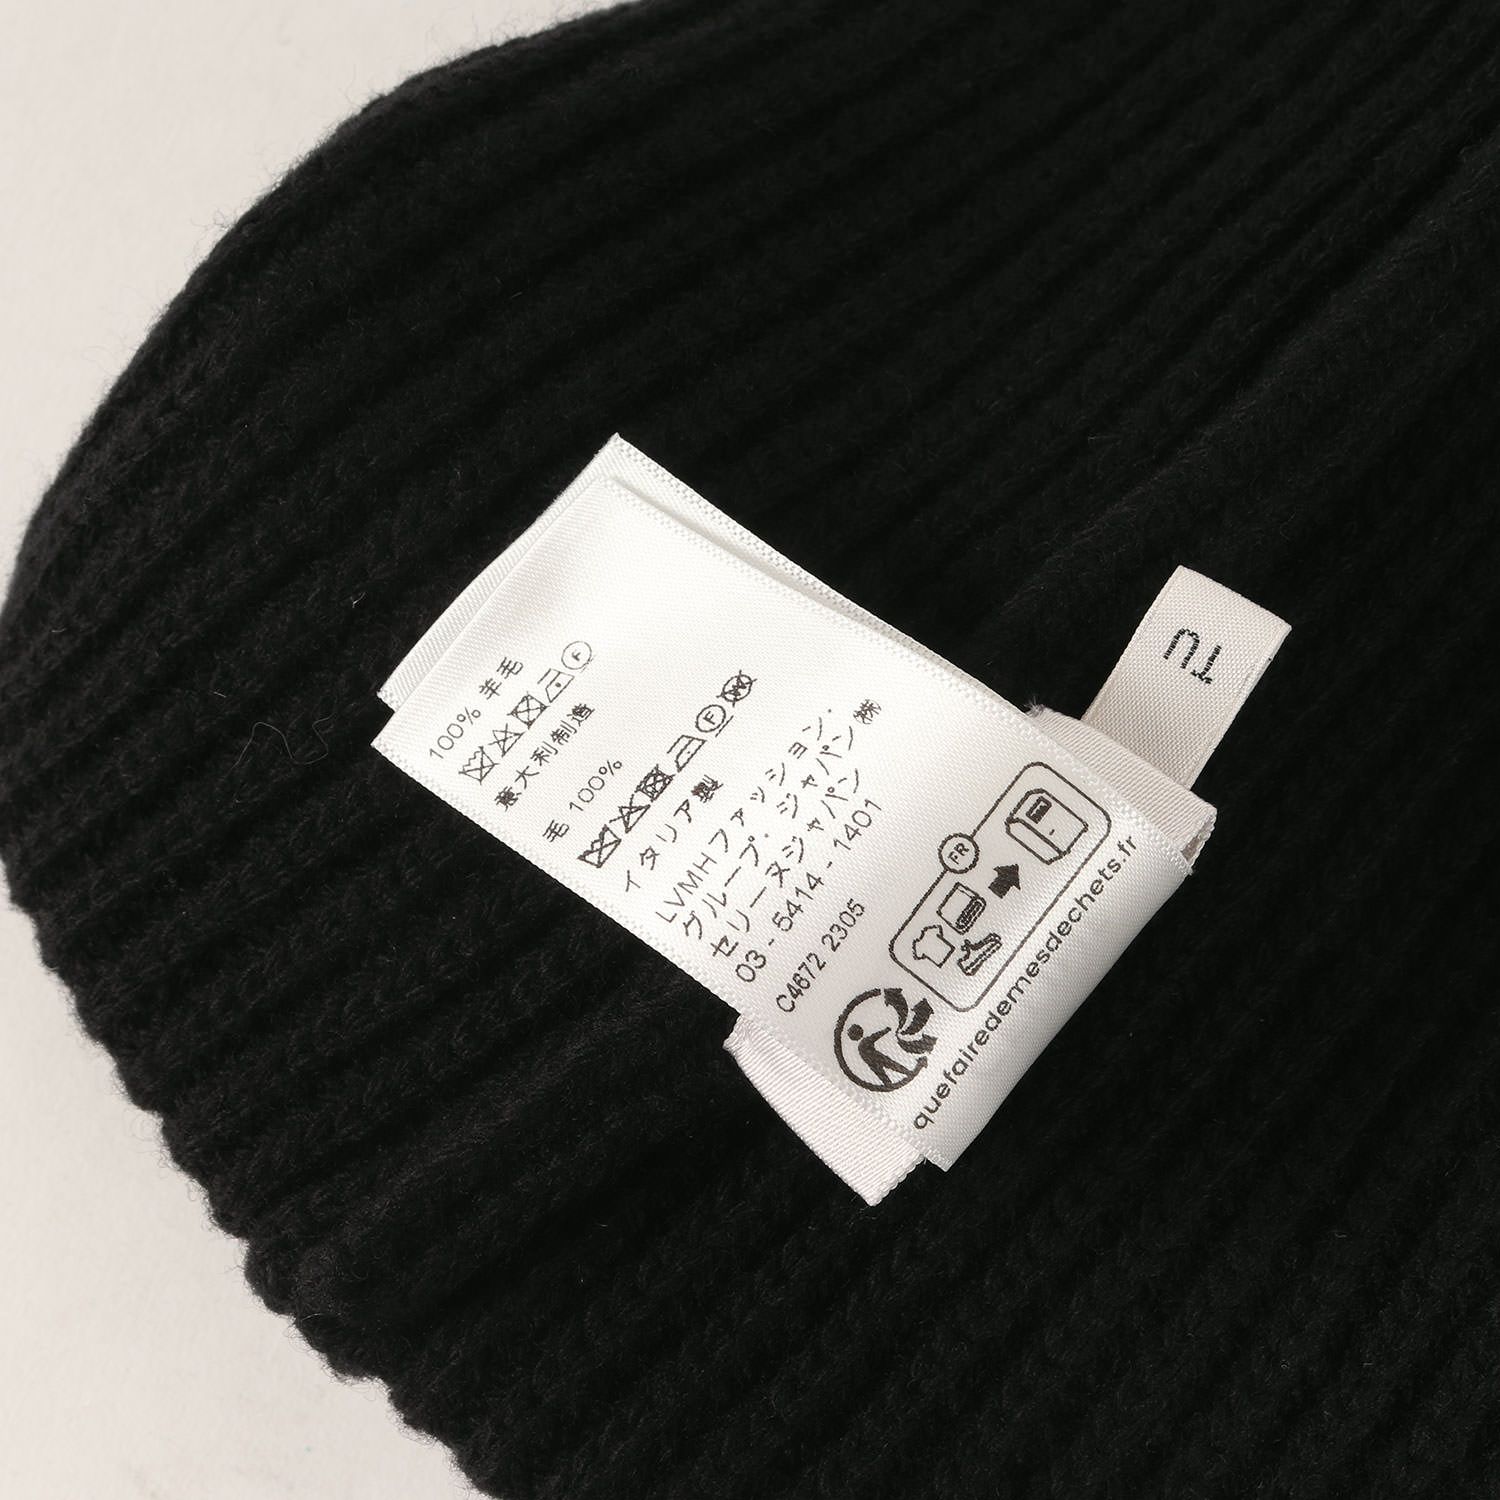 100% 羊毛
F
意大利制造
毛 100%
F
W
イタリア製
LVMHファッション・
グループ・ジャパン㈱
セリーヌジャパン
03 - 5414 - 1401
C4672 2305
FR
quefairedemesdechets.fr
TU